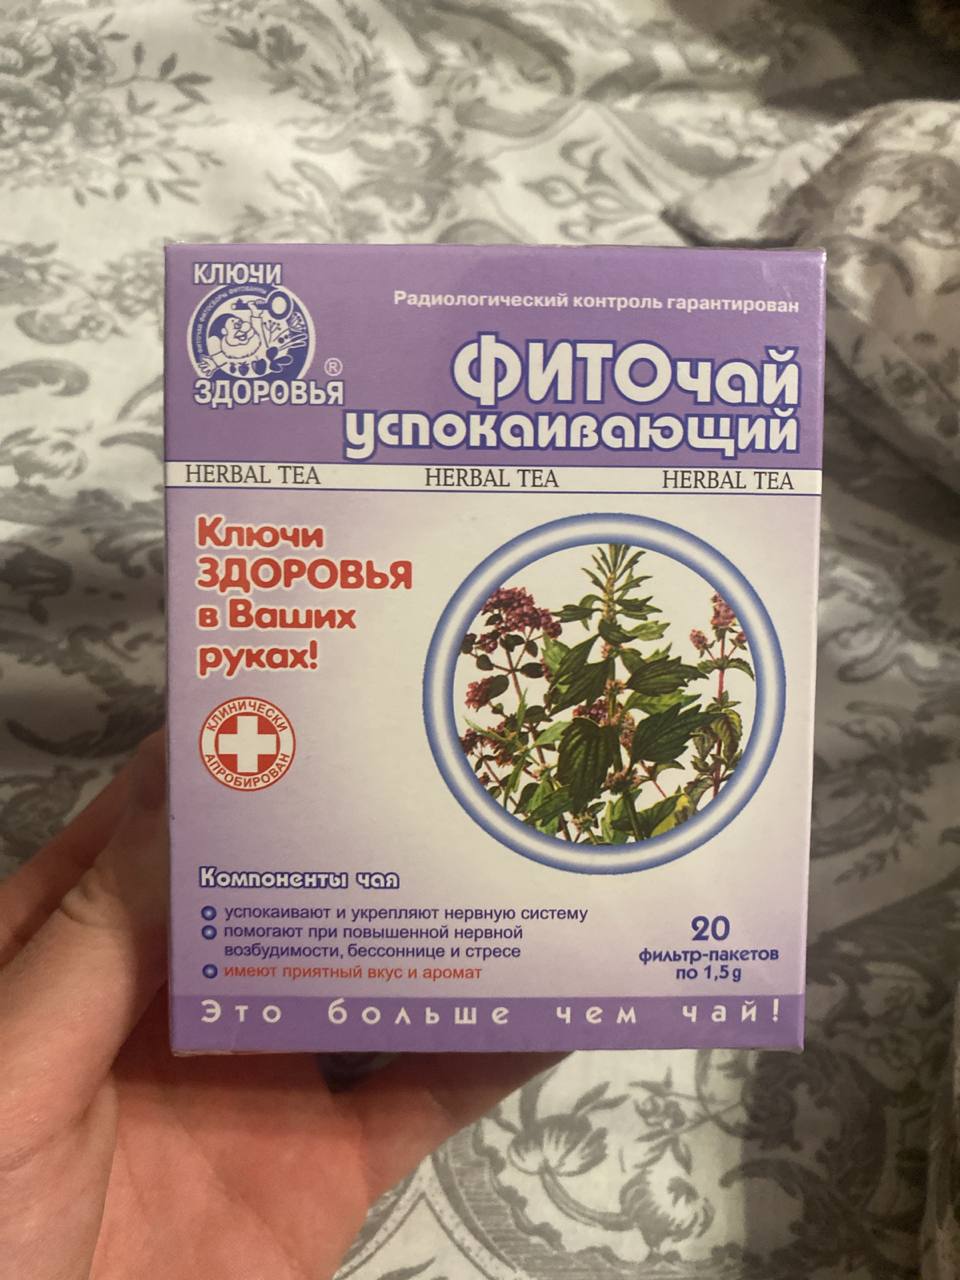 КЛЮЧИ
ЗДОРОВЬЯ
®
Радиологический контроль гарантирован
ФИТОчай
успокаивающий
HERBAL TEA HERBAL TEA HERBAL TEA
Ключи
ЗДОРОВЬЯ
в Ваших
руках!
КЛИНИЧЕСКИ
АПРОБИРОВАН
Компоненты чая
успокаивают и укрепляют нервную систему
помогают при повышенной нервной
возбудимости, бессоннице и стресе
имеют приятный вкус и аромат
20
фильтр-пакетов
по 1,5 g
Это больше чем чай!